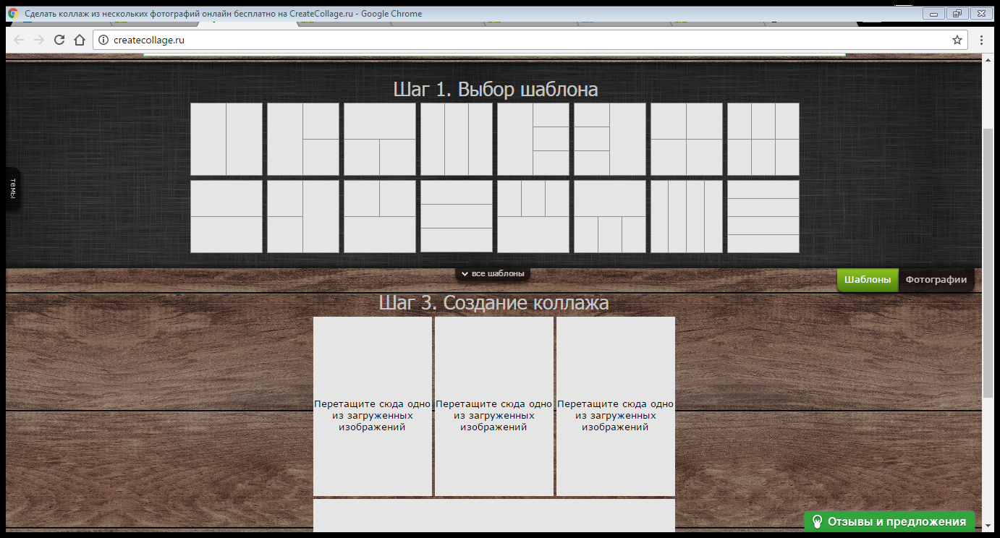 Сделать коллаж из нескольких фотографий онлайн бесплатно на CreateCollage.ru - Google Chrome
createcollage.ru
Шаг 1. Выбор шаблона
темы
все шаблоны
Шаблоны
Фотографии
Шаг 3. Создание коллажа
Перетащите сюда одно
из загруженных
изображений
Перетащите сюда одно
из загруженных
изображений
Перетащите сюда одно
из загруженных
изображений
Отзывы и предложения